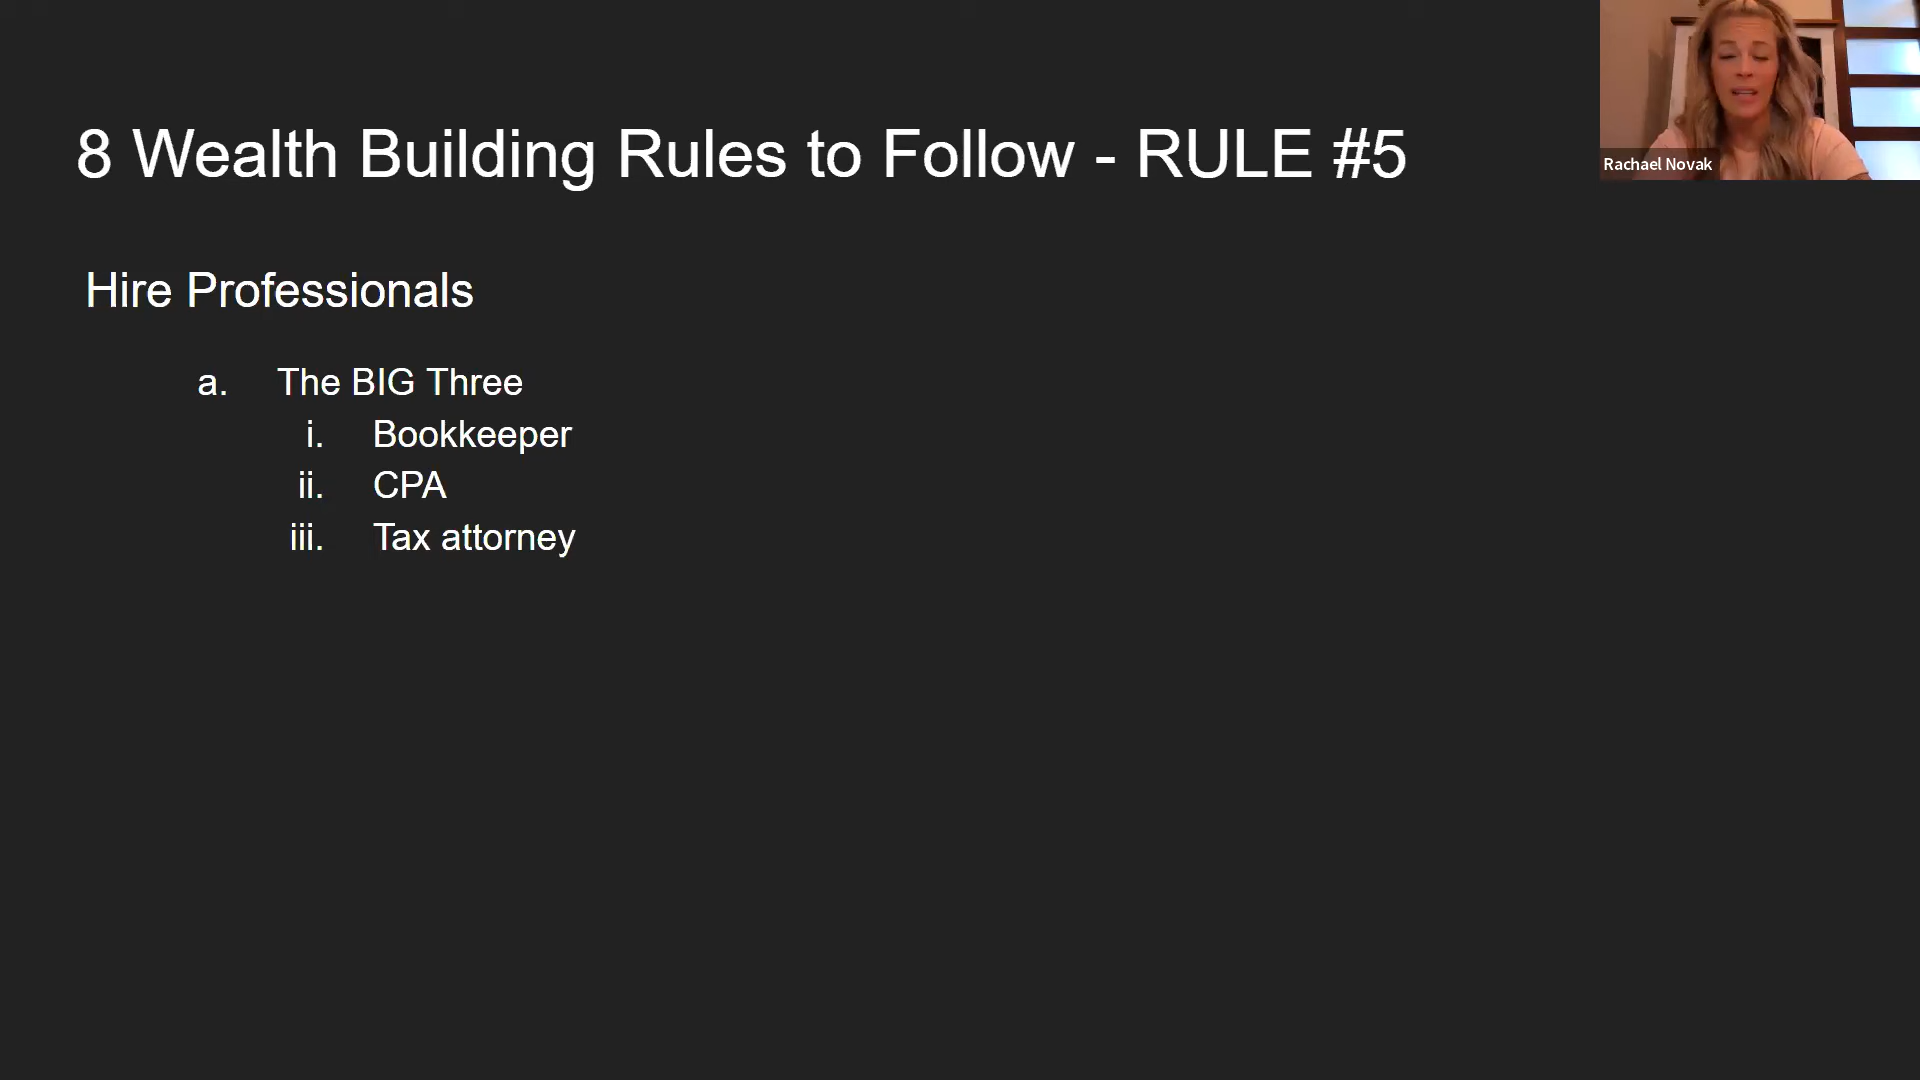 8 Wealth Building Rules to Follow - RULE #5
Rachael Novak
Hire Professionals
a. The BIG Three
i. Bookkeeper
ii. CPA
iii. Tax attorney